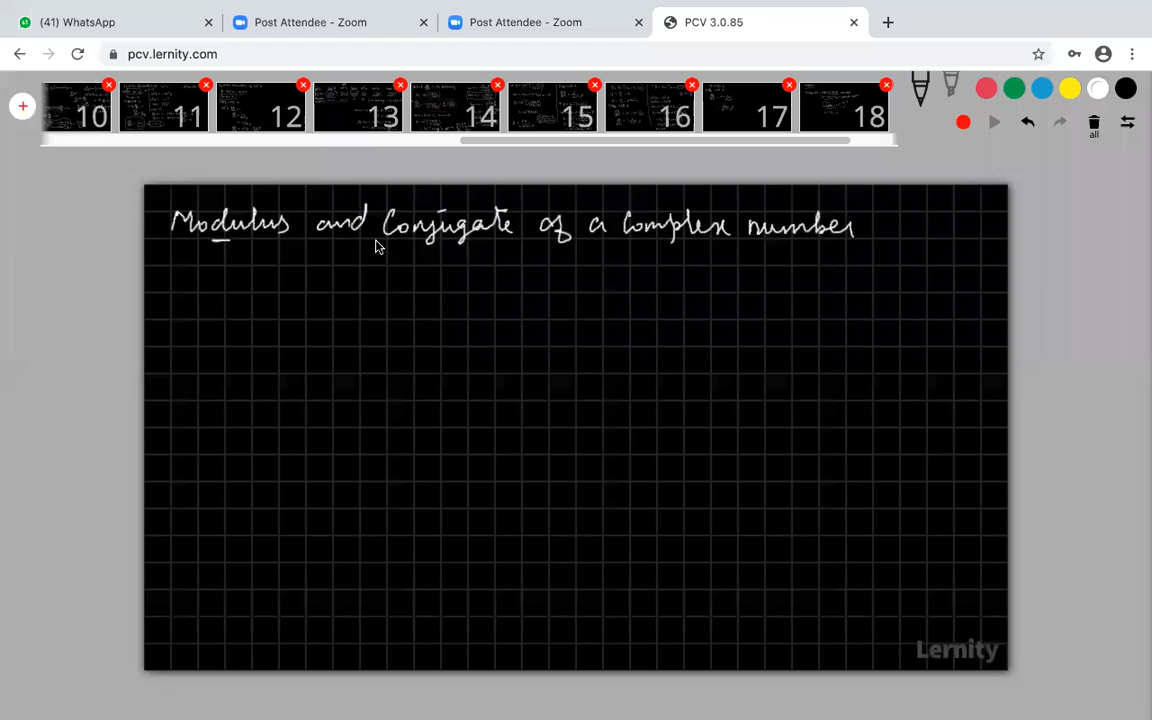 (41) WhatsApp
Post Attendee - Zoom
Post Attendee - Zoom
PCV 3.0.85
pcv.lernity.com
10
11
12
13
14
15
16
17
18
all
Modulus and Conjugate of a Complex number
Lernity